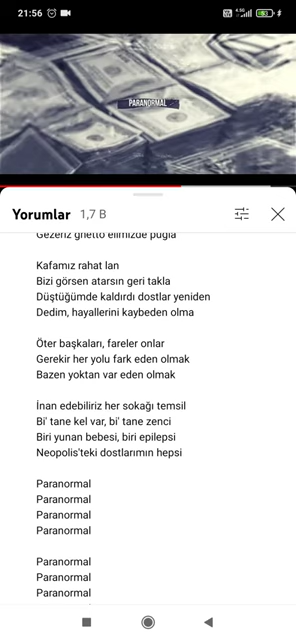 21:56
PARANORMAL
Yorumlar 1,7 B
Gezeriz ghetto elimizde puğla
Kafamız rahat lan
Bizi görsen atarsın geri takla
Düştüğümde kaldırdı dostlar yeniden
Dedim, hayallerini kaybeden olma
Öter başkaları, fareler onlar
Gerekir her yolu fark eden olmak
Bazen yoktan var eden olmak
İnan edebiliriz her sokağı temsil
Bi' tane kel var, bi' tane zenci
Biri yunan bebesi, biri epilepsi
Neopolis'teki dostlarımın hepsi
Paranormal
Paranormal
Paranormal
Paranormal
Paranormal
Paranormal
Paranormal